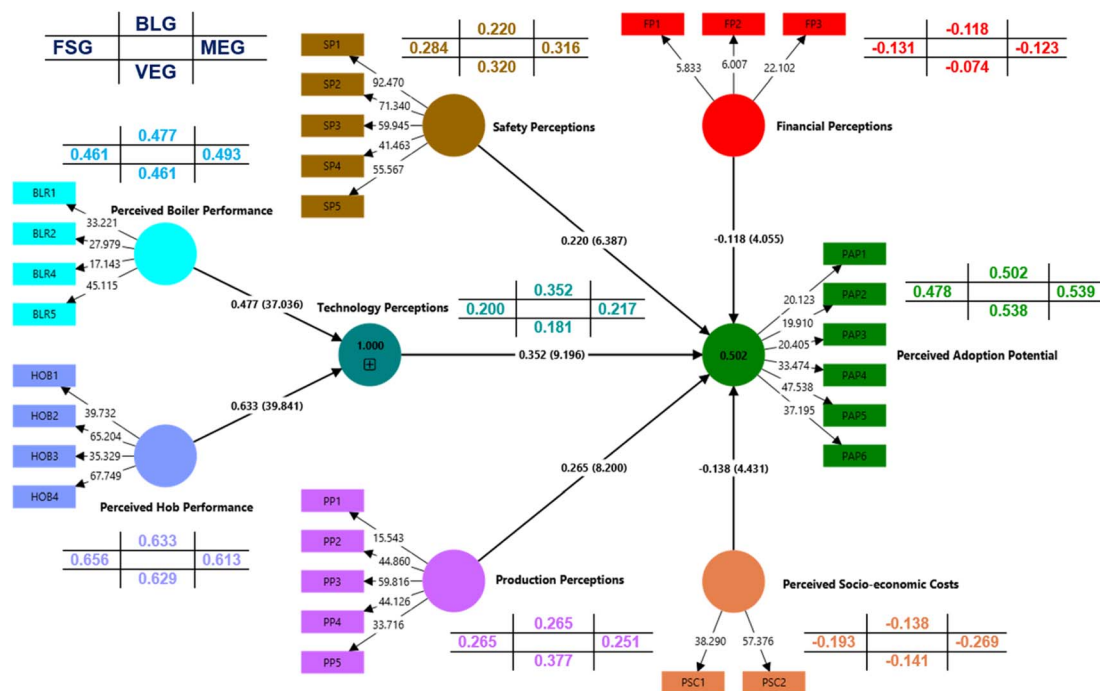 BLG
FSG MEG
VEG
0.220
0.284 0.316
0.320
-0.118
-0.131 -0.123
-0.074
SP1
SP2
SP3
SP4
SP5
92.470
71.340
59.945
41.463
55.567
Safety Perceptions
FP1 FP2 FP3
5.833 6.007 22.102
Financial Perceptions
0.477
0.461 0.493
0.461
BLR1
BLR2
BLR4
BLR5
Perceived Boiler Performance
33.221
27.979
17.143
45.115
0.220 (6.387)
-0.118 (4.055)
0.477 (37.036)
Technology Perceptions
0.352
0.200 0.217
0.181
1.000
0.352 (9.196)
0.502
PAP1
PAP2
PAP3
PAP4
PAP5
PAP6
20.123
19.910
20.405
33.474
47.538
37.195
0.502
0.478 0.539
0.538
Perceived Adoption Potential
HOB1
HOB2
HOB3
HOB4
39.732
65.204
35.329
67.749
0.633 (39.841)
Perceived Hob Performance
0.633
0.656 0.613
0.629
0.265 (8.200)
-0.138 (4.431)
PP1
PP2
PP3
PP4
PP5
15.543
44.860
59.816
44.126
33.716
Production Perceptions
0.265
0.265 0.251
0.377
Perceived Socio-economic Costs
38.290 57.376
PSC1 PSC2
-0.138
-0.193 -0.269
-0.141